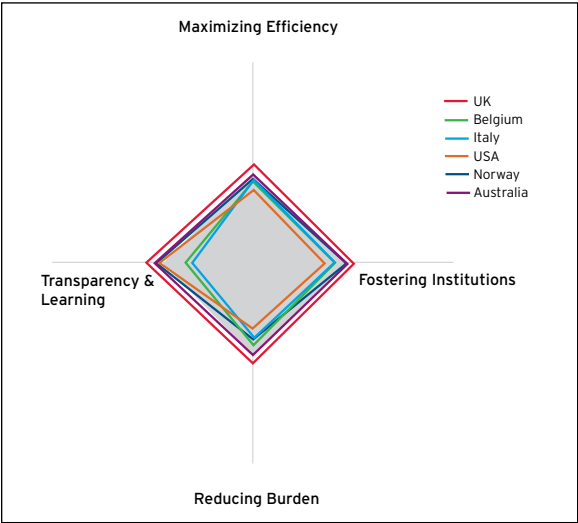 Maximizing Efficiency
UK
Belgium
Italy
USA
Norway
Australia
Transparency &
Learning
Fostering Institutions
Reducing Burden